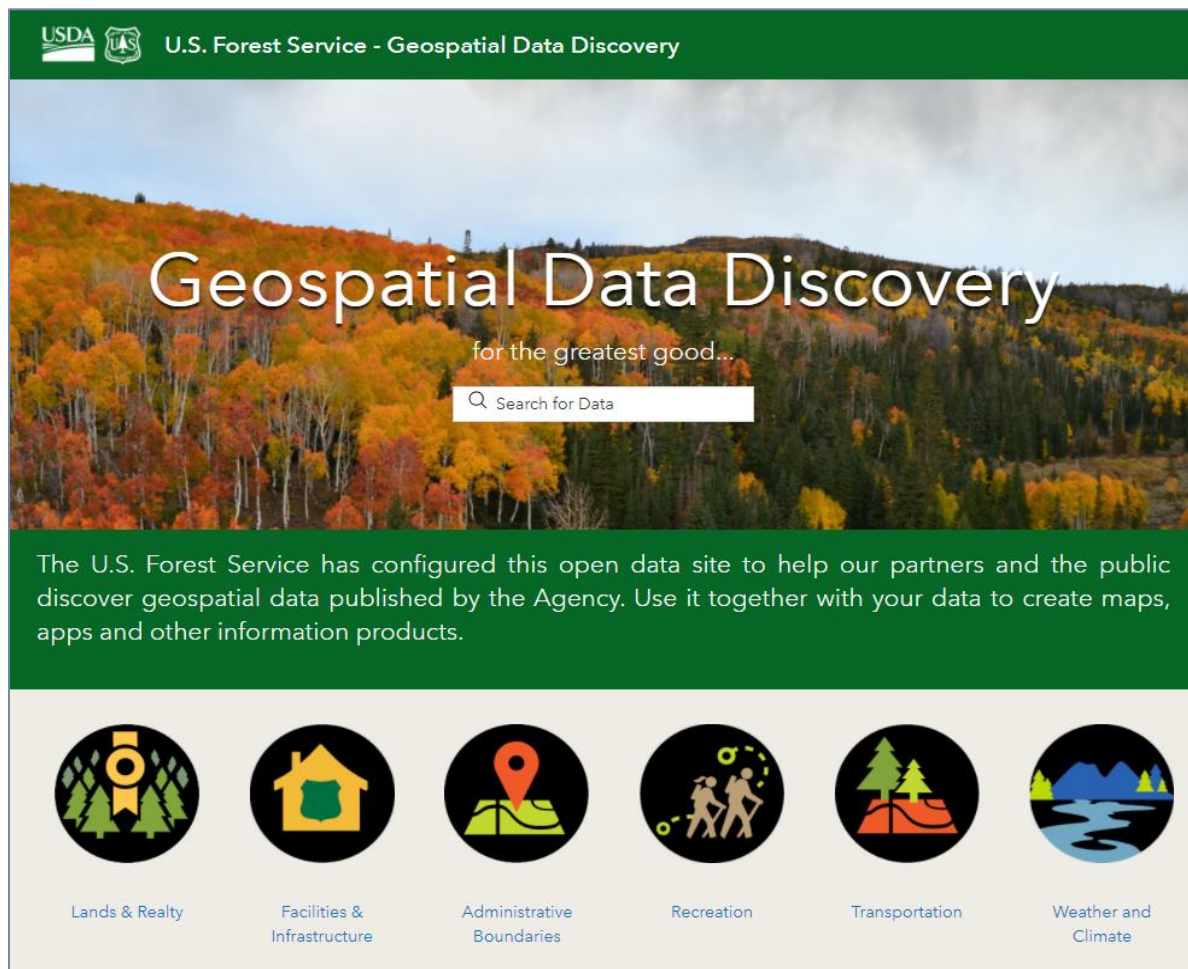 USDA
UAS
U.S. Forest Service - Geospatial Data Discovery
Geospatial Data Discovery
for the greatest good...
Search for Data
The U.S. Forest Service has configured this open data site to help our partners and the public
discover geospatial data published by the Agency. Use it together with your data to create maps,
apps and other information products.
Lands & Realty
Facilities &
Infrastructure
Administrative
Boundaries
Recreation
Transportation
Weather and
Climate